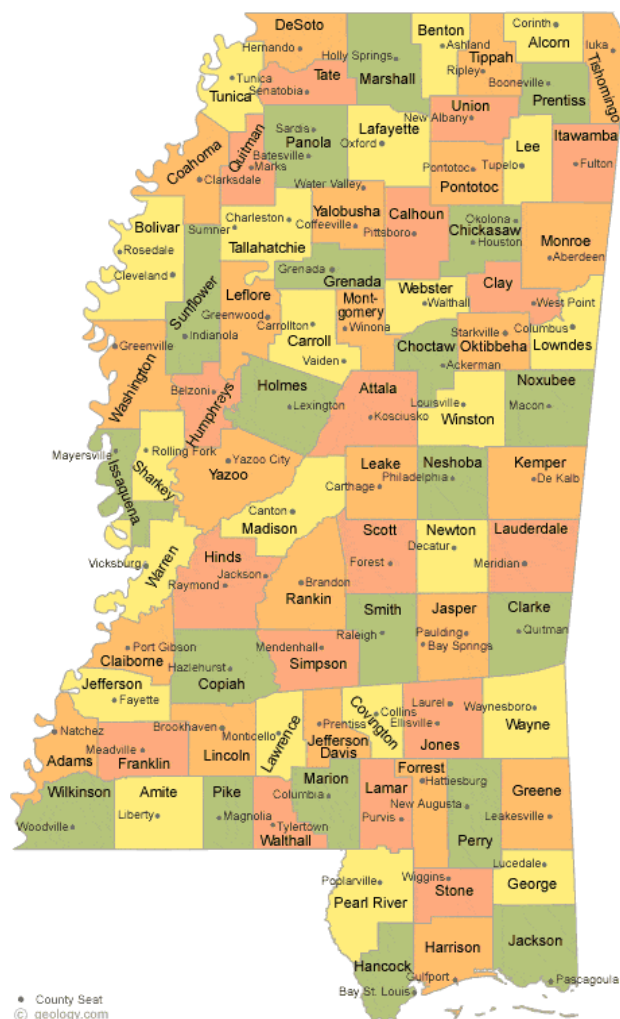 DeSoto
Hernando
Holly Springs
Marshall
Benton
Ashland
Corinth
Alcorn
Iuka
Tippah
Ripley
Booneville
Tishomingo
Prentiss
Tunica
Tunica
Tate
Senatobia
Union
New Albany
Quitman
Sardis
Panola
Batesville
Marks
Lafayette
Oxford
Lee
Itawamba
Fulton
Coahoma
Clarksdale
Water Valley
Pontotoc
Tupelo
Pontotoc
Bolivar
Rosedale
Cleveland
Sumner
Charleston
Tallahatchie
Yalobusha
Coffeeville
Calhoun
Pittsboro
Okolona
Chickasaw
Houston
Monroe
Aberdeen
Sunflower
Indianola
Grenada
Grenada
Leflore
Greenwood
Carrollton
Carroll
Vaiden
Mont-
gomery
Winona
Webster
Walthall
Clay
West Point
Columbus
Lowndes
Starkville
Oktibbeha
Choctaw
Ackerman
Greenville
Washington
Belzoni
Humphreys
Holmes
Lexington
Attala
Kosciusko
Louisville
Winston
Noxubee
Macon
Mayersville
Issaquena
Rolling Fork
Sharkey
Yazoo City
Yazoo
Leake
Carthage
Neshoba
Philadelphia
Kemper
De Kalb
Canton
Madison
Vicksburg
Warren
Hinds
Jackson
Raymond
Brandon
Rankin
Scott
Forest
Newton
Decatur
Lauderdale
Meridian
Smith
Raleigh
Jasper
Paulding
Bay Springs
Clarke
Quitman
Port Gibson
Claiborne
Hazlehurst
Copiah
Mendenhall
Simpson
Jefferson
Fayette
Natchez
Adams
Meadville
Franklin
Brookhaven
Lincoln
Monticello
Lawrence
Prentiss
Jefferson
Davis
Covington
Collins
Laurel
Ellisville
Jones
Waynesboro
Wayne
Wilkinson
Woodville
Amite
Liberty
Pike
Magnolia
Tylertown
Walthall
Marion
Columbia
Lamar
Purvis
Forrest
Hattiesburg
New Augusta
Perry
Greene
Leakesville
Lucedale
George
Poplarville
Pearl River
Wiggins
Stone
Hancock
Bay St. Louis
Harrison
Gulfport
Jackson
Pascagoula
County Seat
© geology.com